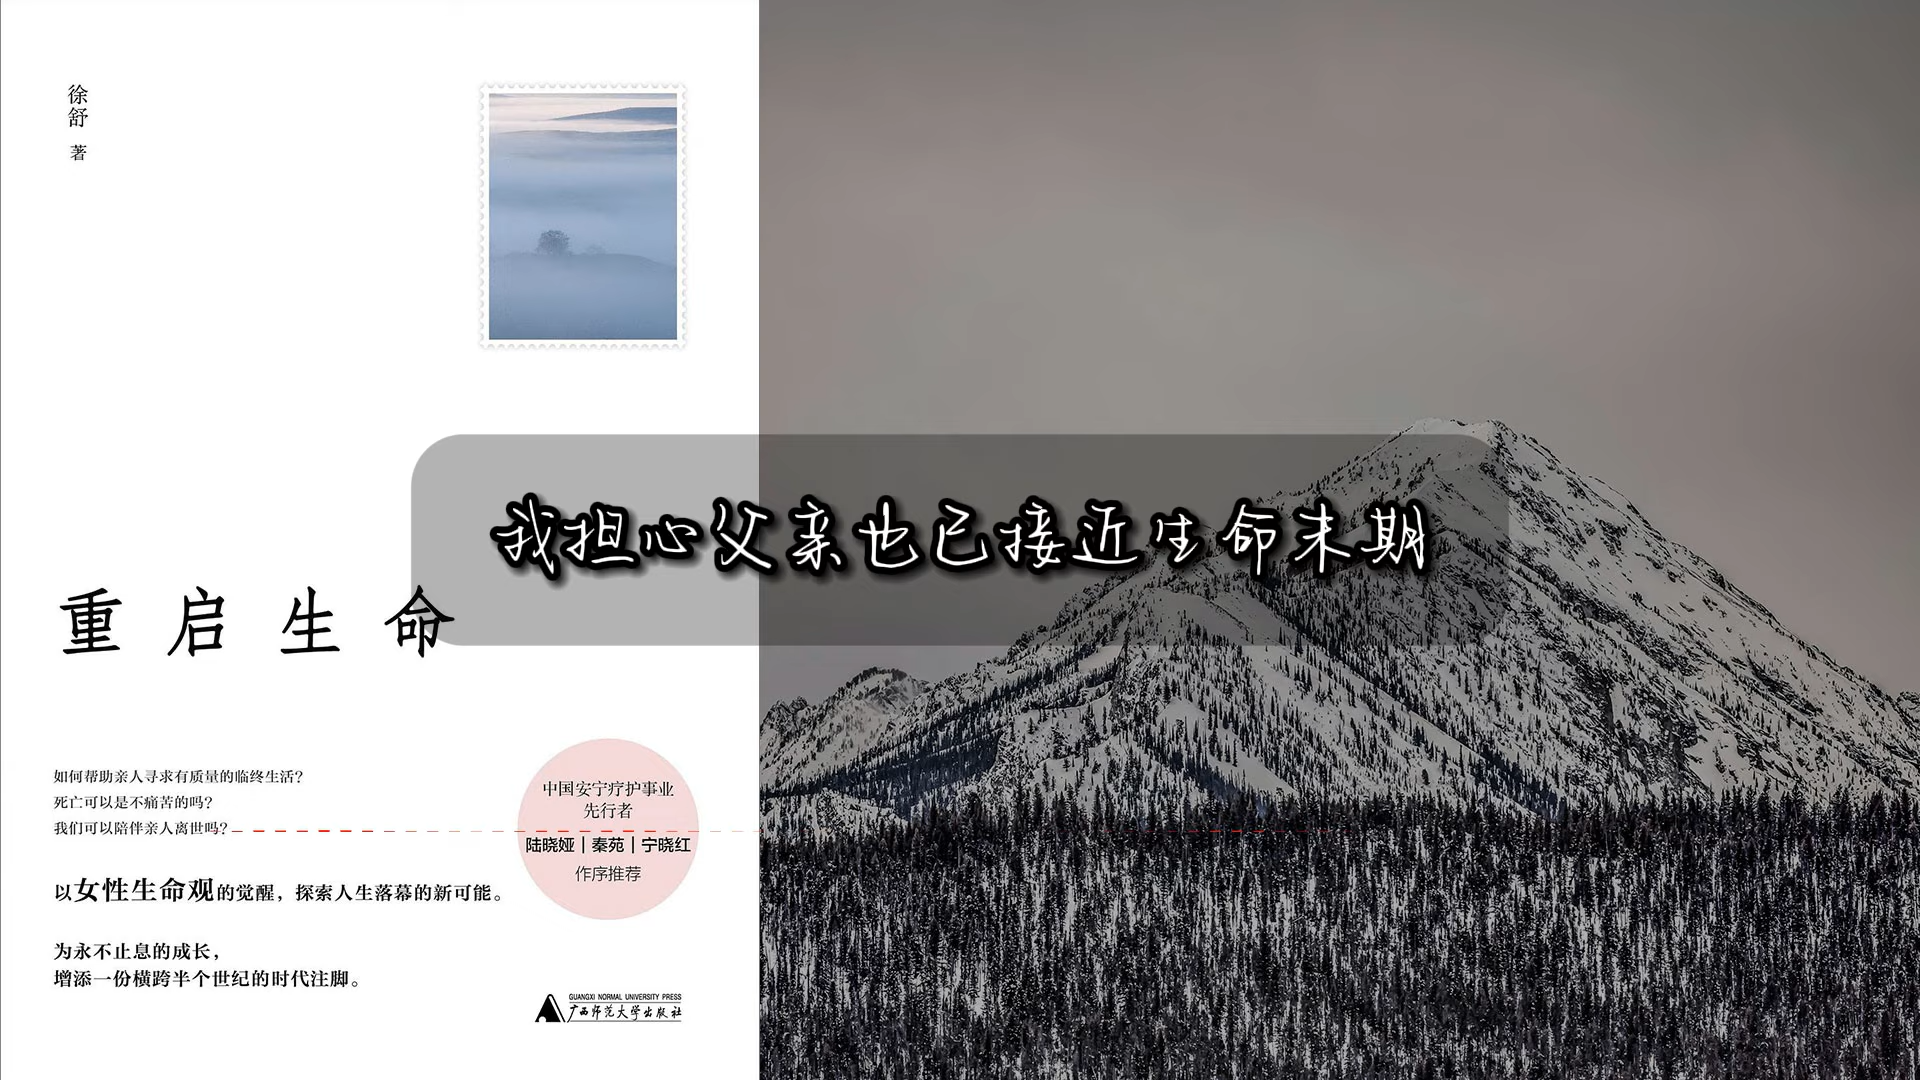 徐舒 著
我担心父亲也已接近生命末期
重启生命
如何帮助亲人寻求有质量的临终生活？
死亡可以是不痛苦的吗？
我们可以陪伴亲人离世吗？
中国安宁疗护事业
先行者
陆晓娅|秦苑|宁晓红
作序推荐
以女性生命观的觉醒，探索人生落幕的新可能。
为永不止息的成长，
增添一份横跨半个世纪的时代注脚。
GUANGXI NORMAL UNIVERSITY PRESS
广西师范大学出版社